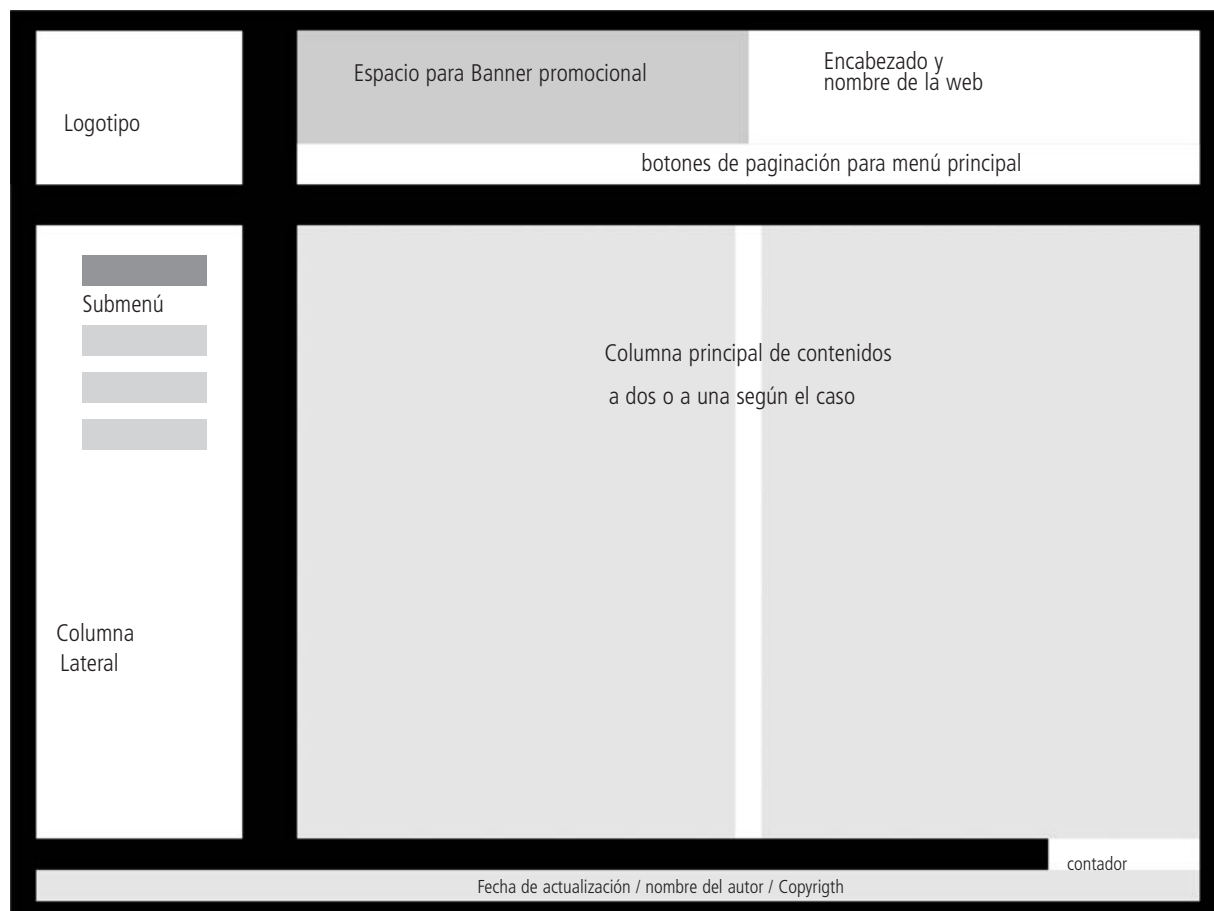 Logotipo
Espacio para Banner promocional
Encabezado y
nombre de la web
botones de paginación para menú principal
Submenú
Columna
Lateral
Columna principal de contenidos
a dos o a una según el caso
contador
Fecha de actualización / nombre del autor / Copyrigth